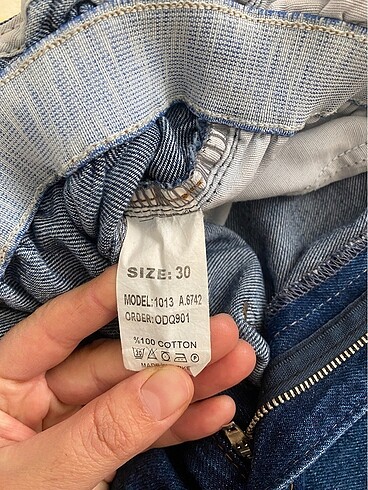 SIZE: 30
MODEL:1013 A.6742
ORDER:ODQ901
%100 COTTON